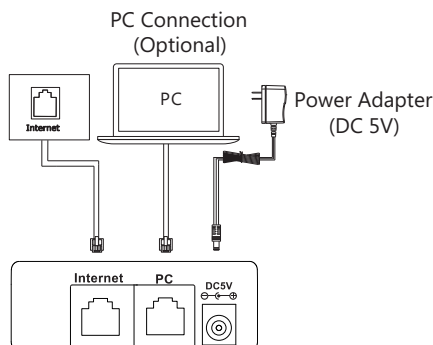 PC Connection
(Optional)
Internet
PC
Power Adapter
(DC 5V)
Internet
PC
DC5V